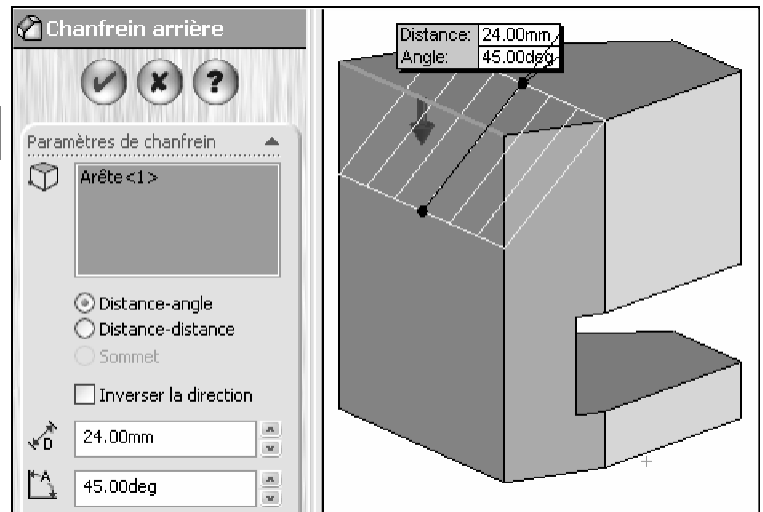 Chanfrein arrière
?
Paramètres de chanfrein
Arête <1>
Distance-angle
Distance-distance
Sommet
Inverser la direction
D
24.00mm
A
45.00deg
Distance: 24.00mm
Angle: 45.00deg